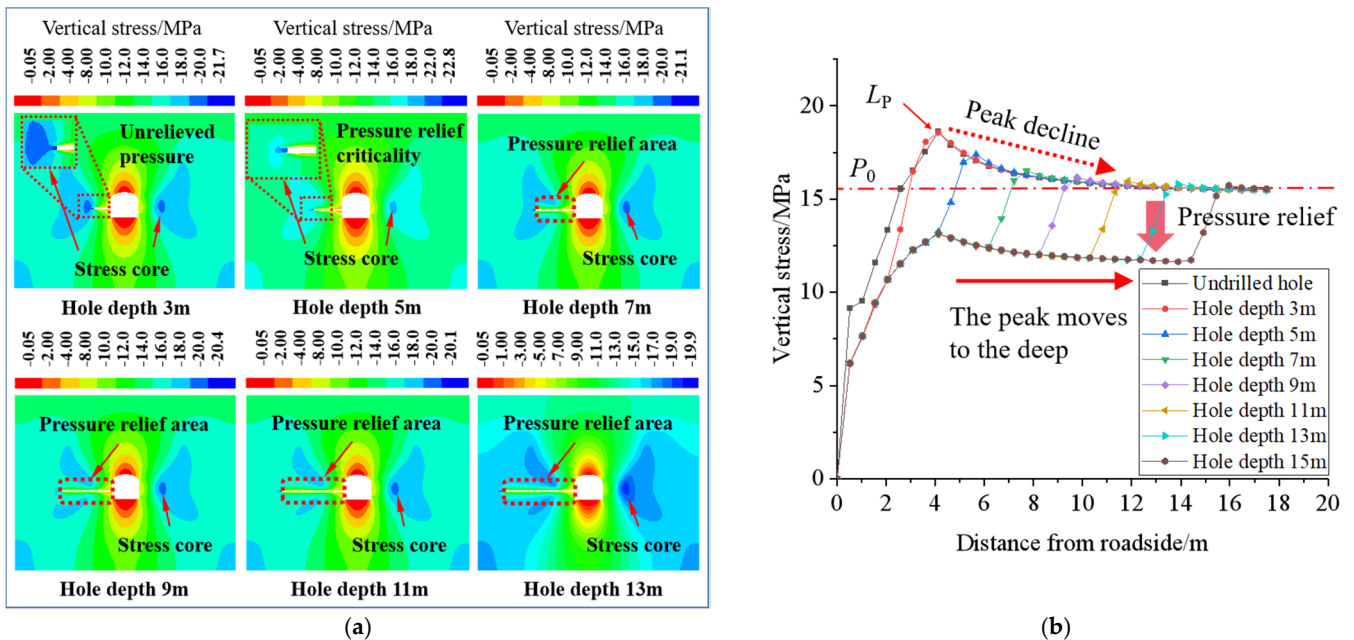 (a)
Vertical stress/MPa
-0.05
-2.00
-4.00
-8.00
-10.0
-12.0
-14.0
-16.0
-18.0
-20.0
-21.7
Unrelieved
pressure
Stress core
Hole depth 3m
Vertical stress/MPa
-0.05
-2.00
-4.00
-8.00
-10.0
-12.0
-14.0
-16.0
-18.0
-22.0
-22.8
Pressure relief
criticality
Stress core
Hole depth 5m
Vertical stress/MPa
-0.05
-2.00
-4.00
-8.00
-10.0
-12.0
-14.0
-16.0
-18.0
-20.0
-21.1
Pressure relief area
Stress core
Hole depth 7m
-0.05
-2.00
-4.00
-8.00
-10.0
-12.0
-14.0
-16.0
-18.0
-20.0
-20.4
Pressure relief area
Stress core
Hole depth 9m
-0.05
-2.00
-4.00
-8.00
-10.0
-12.0
-14.0
-16.0
-18.0
-20.0
-20.1
Pressure relief area
Stress core
Hole depth 11m
-0.05
-1.00
-5.00
-9.00
-11.0
-13.0
-15.0
-17.0
-19.0
-19.9
Pressure relief area
Stress core
Hole depth 13m
(b)
Vertical stress/MPa
20
15
10
5
0
L_P
P_0
Peak decline
Pressure relief
The peak moves
to the deep
Undrilled hole
Hole depth 3m
Hole depth 5m
Hole depth 7m
Hole depth 9m
Hole depth 11m
Hole depth 13m
Hole depth 15m
0 2 4 6 8 10 12 14 16 18 20
Distance from roadside/m